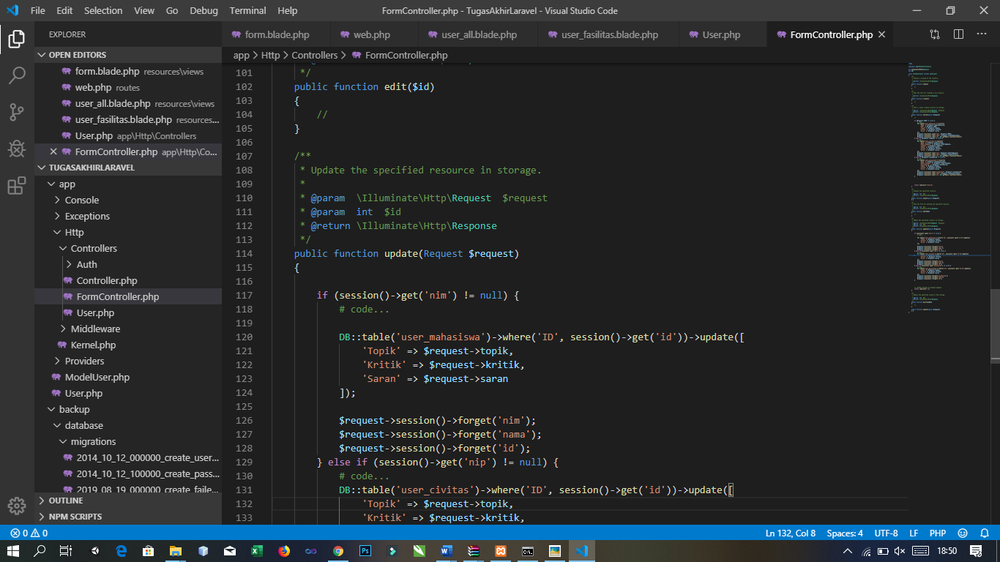 File Edit Selection View Go Debug Terminal Help
FormController.php - TugasAkhirLaravel - Visual Studio Code
EXPLORER
OPEN EDITORS
form.blade.php resources\views
web.php routes
user_all.blade.php resources\views
user_fasilitas.blade.php resources...
User.php app\Http\Controllers
FormController.php app\Http\Co...
TUGASAKHIRLARAVEL
app
Console
Exceptions
Http
Controllers
Auth
Controller.php
FormController.php
User.php
Middleware
Kernel.php
Providers
ModelUser.php
User.php
backup
database
migrations
2014_10_12_000000_create_user...
2014_10_12_100000_create_pass...
2019_08_19_000000_create_faile...
OUTLINE
NPM SCRIPTS
form.blade.php web.php user_all.blade.php user_fasilitas.blade.php User.php FormController.php
app > Http > Controllers > FormController.php
101 */
102 public function edit($id)
103 {
104 //
105 }
106
107 /**
108 * Update the specified resource in storage.
109 *
110 * @param \Illuminate\Http\Request $request
111 * @param int $id
112 * @return \Illuminate\Http\Response
113 */
114 public function update(Request $request)
115 {
116
117 if (session()->get('nim') != null) {
118 # code...
119
120 DB::table('user_mahasiswa')->where('ID', session()->get('id'))->update([
121 'Topik' => $request->topik,
122 'Kritik' => $request->kritik,
123 'Saran' => $request->saran
124 ]);
125
126 $request->session()->forget('nim');
127 $request->session()->forget('nama');
128 $request->session()->forget('id');
129 } else if (session()->get('nip') != null) {
130 # code...
131 DB::table('user_civitas')->where('ID', session()->get('id'))->update([
132 'Topik' => $request->topik,
133 'Kritik' => $request->kritik,
0 0 Ln 132, Col 8 Spaces: 4 UTF-8 LF PHP
18:50